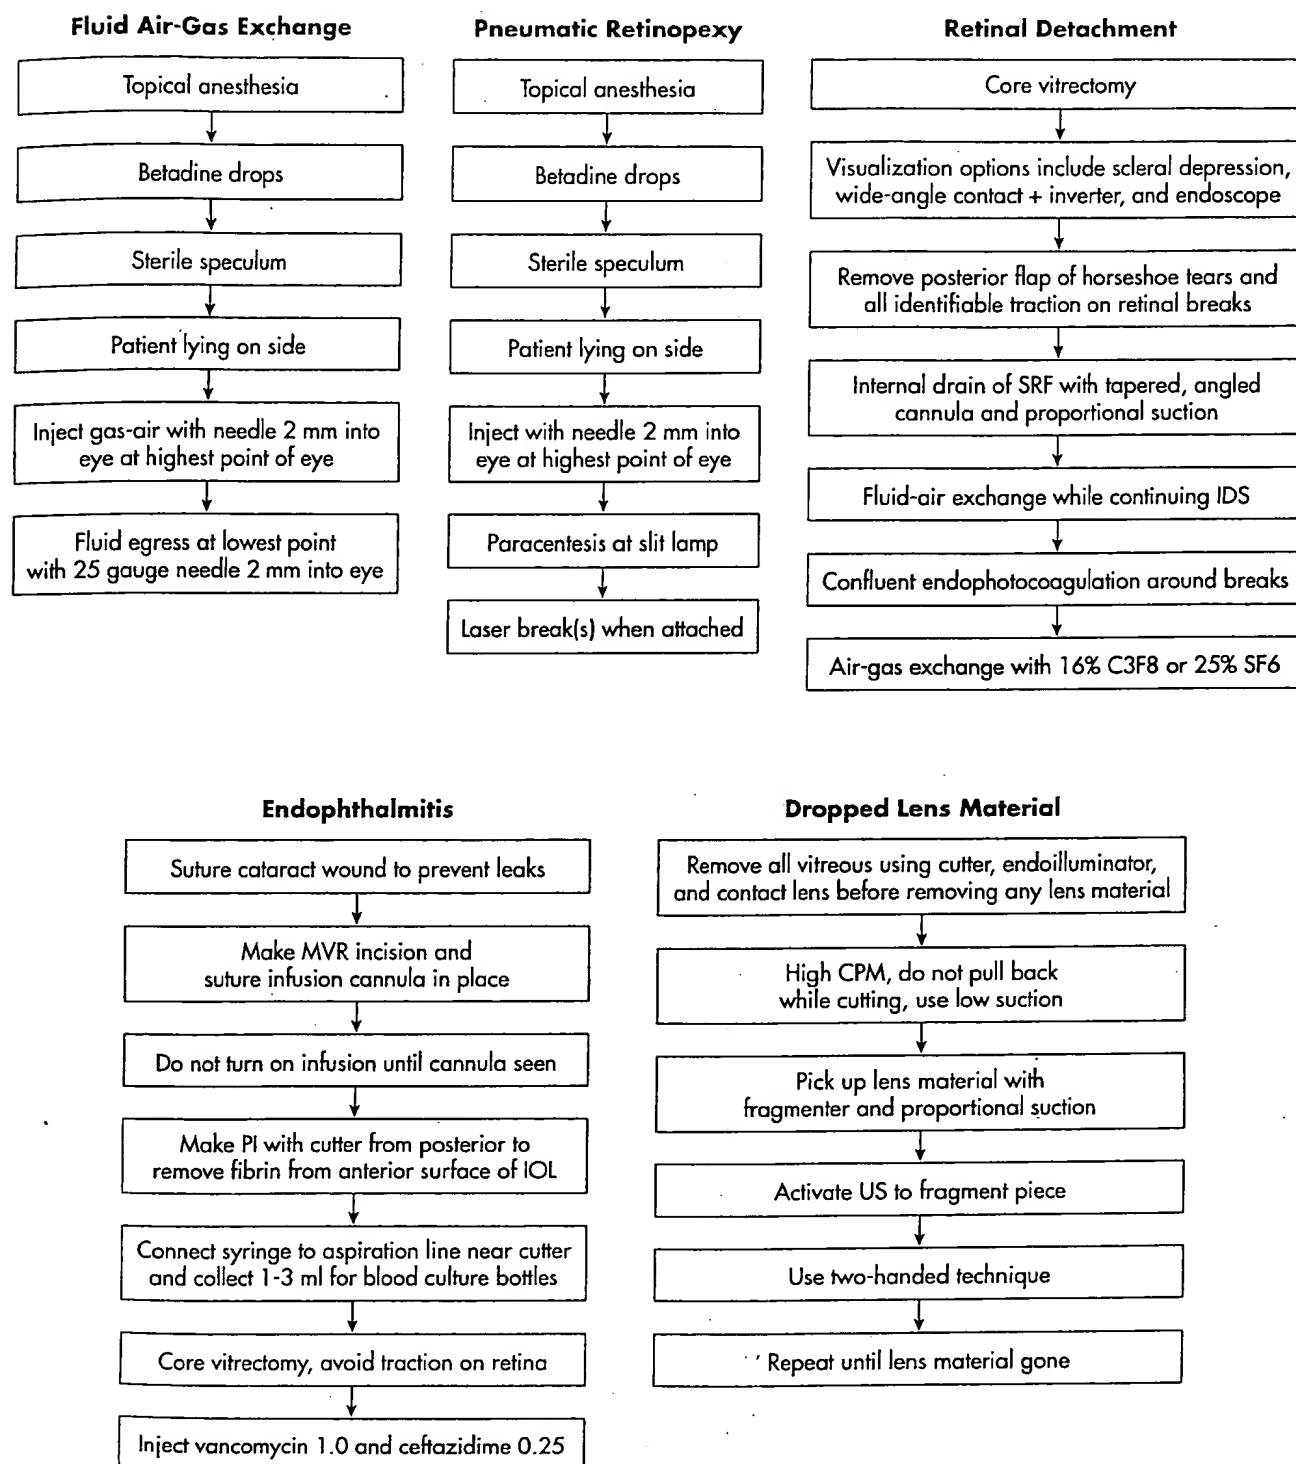 Fluid Air-Gas Exchange
Topical anesthesia
Betadine drops
Sterile speculum
Patient lying on side
Inject gas-air with needle 2 mm into
eye at highest point of eye
Fluid egress at lowest point
with 25 gauge needle 2 mm into eye
Pneumatic Retinopexy
Topical anesthesia
Betadine drops
Sterile speculum
Patient lying on side
Inject with needle 2 mm into
eye at highest point of eye
Paracentesis at slit lamp
Laser break(s) when attached
Retinal Detachment
Core vitrectomy
Visualization options include scleral depression,
wide-angle contact + inverter, and endoscope
Remove posterior flap of horseshoe tears and
all identifiable traction on retinal breaks
Internal drain of SRF with tapered, angled
cannula and proportional suction
Fluid-air exchange while continuing IDS
Confluent endophotocoagulation around breaks
Air-gas exchange with 16% C3F8 or 25% SF6
Endophthalmitis
Suture cataract wound to prevent leaks
Make MVR incision and
suture infusion cannula in place
Do not turn on infusion until cannula seen
Make PI with cutter from posterior to
remove fibrin from anterior surface of IOL
Connect syringe to aspiration line near cutter
and collect 1-3 ml for blood culture bottles
Core vitrectomy, avoid traction on retina
Inject vancomycin 1.0 and ceftazidime 0.25
Dropped Lens Material
Remove all vitreous using cutter, endoilluminator,
and contact lens before removing any lens material
High CPM, do not pull back
while cutting, use low suction
Pick up lens material with
fragmenter and proportional suction
Activate US to fragment piece
Use two-handed technique
Repeat until lens material gone